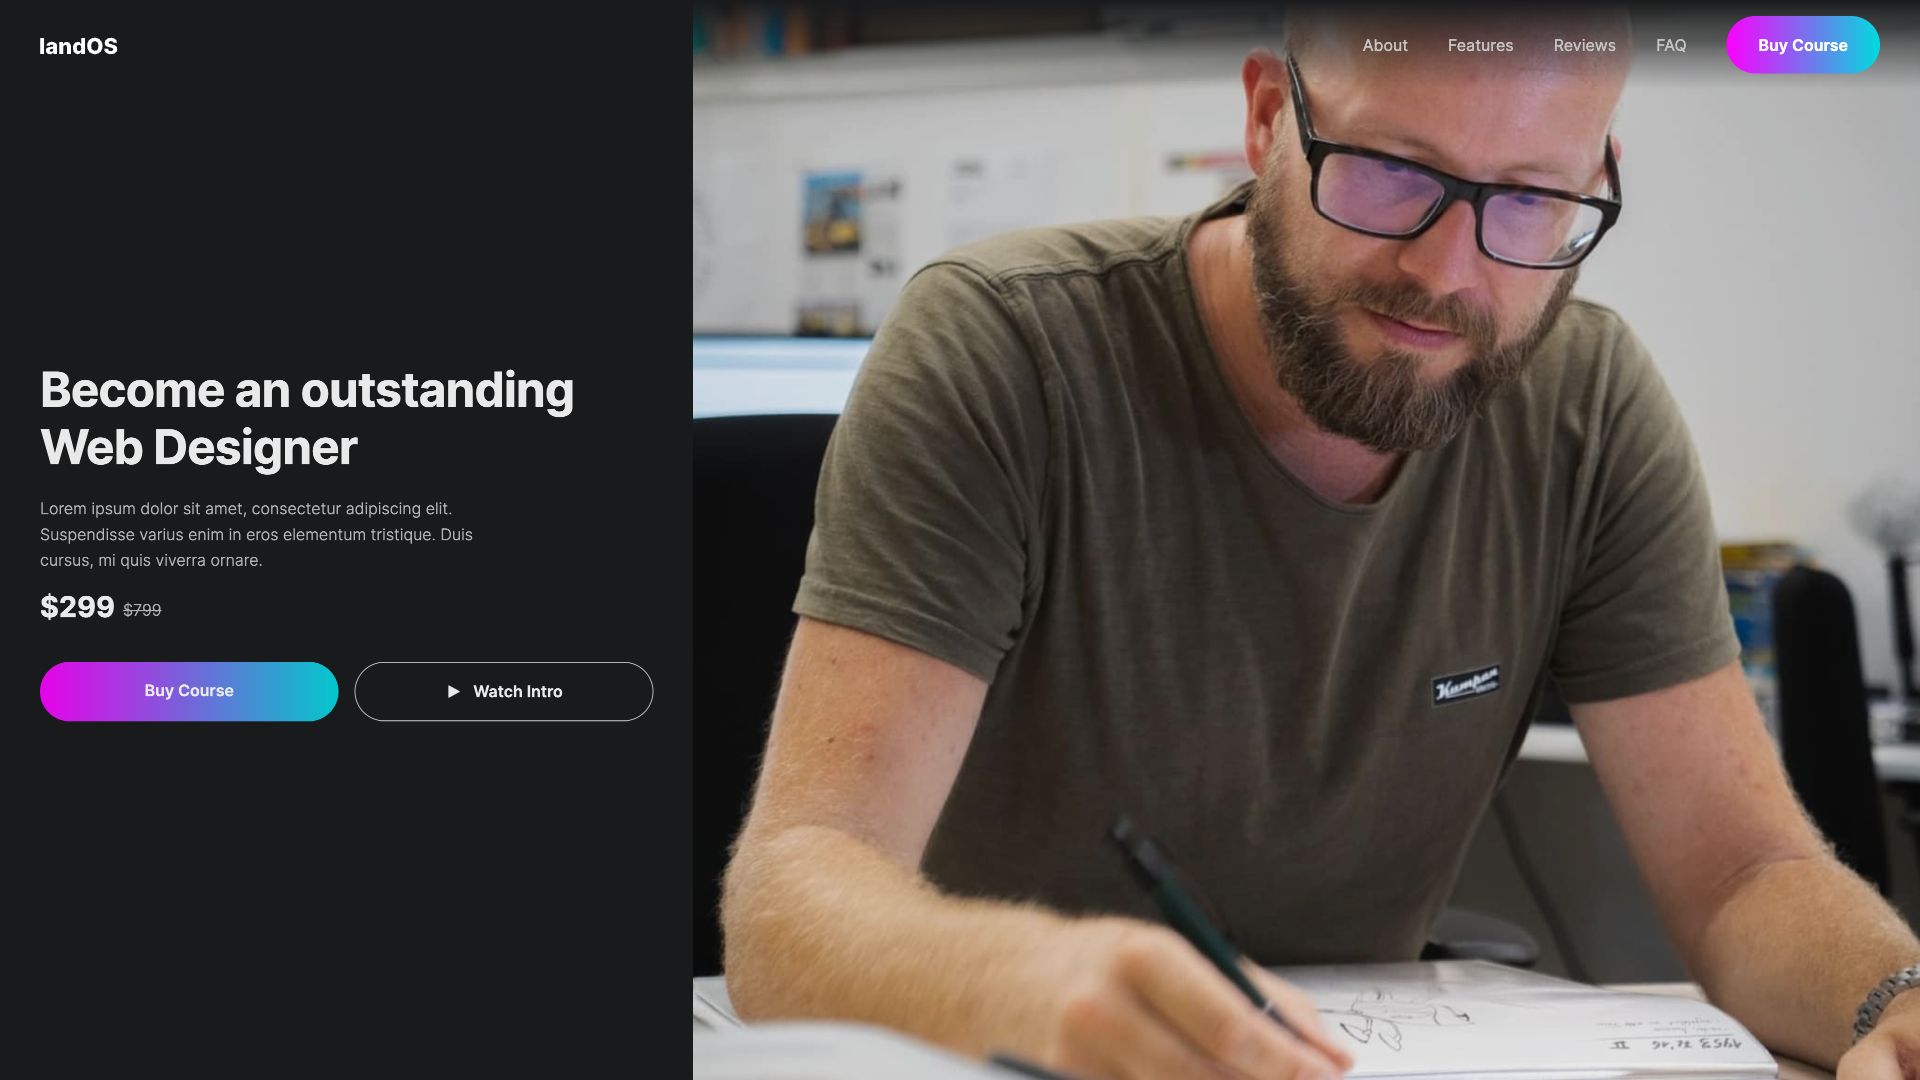 landOS
About
Features
Reviews
FAQ
Buy Course
Become an outstanding
Web Designer
Lorem ipsum dolor sit amet, consectetur adipiscing elit.
Suspendisse varius enim in eros elementum tristique. Duis
cursus, mi quis viverra ornare.
$299 $799
Buy Course
Watch Intro
Kumpan